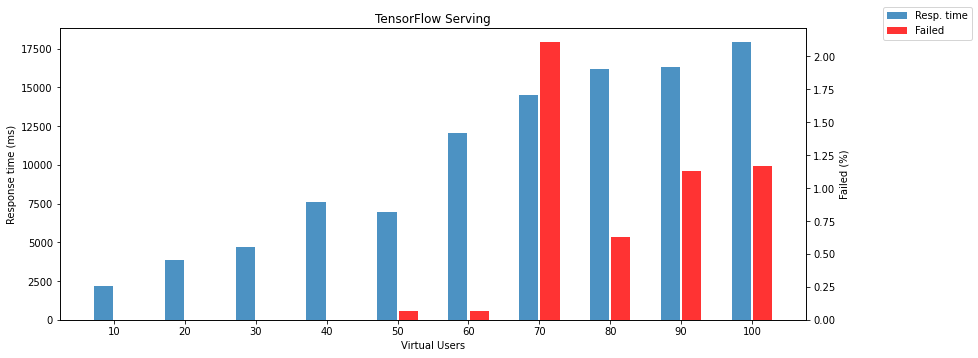 TensorFlow Serving
Resp. time
Failed
Response time (ms)
17500
15000
12500
10000
7500
5000
2500
0
2.00
1.75
1.50
1.25
1.00
0.75
0.50
0.25
0.00
Failed (%)
10 20 30 40 50 60 70 80 90 100
Virtual Users